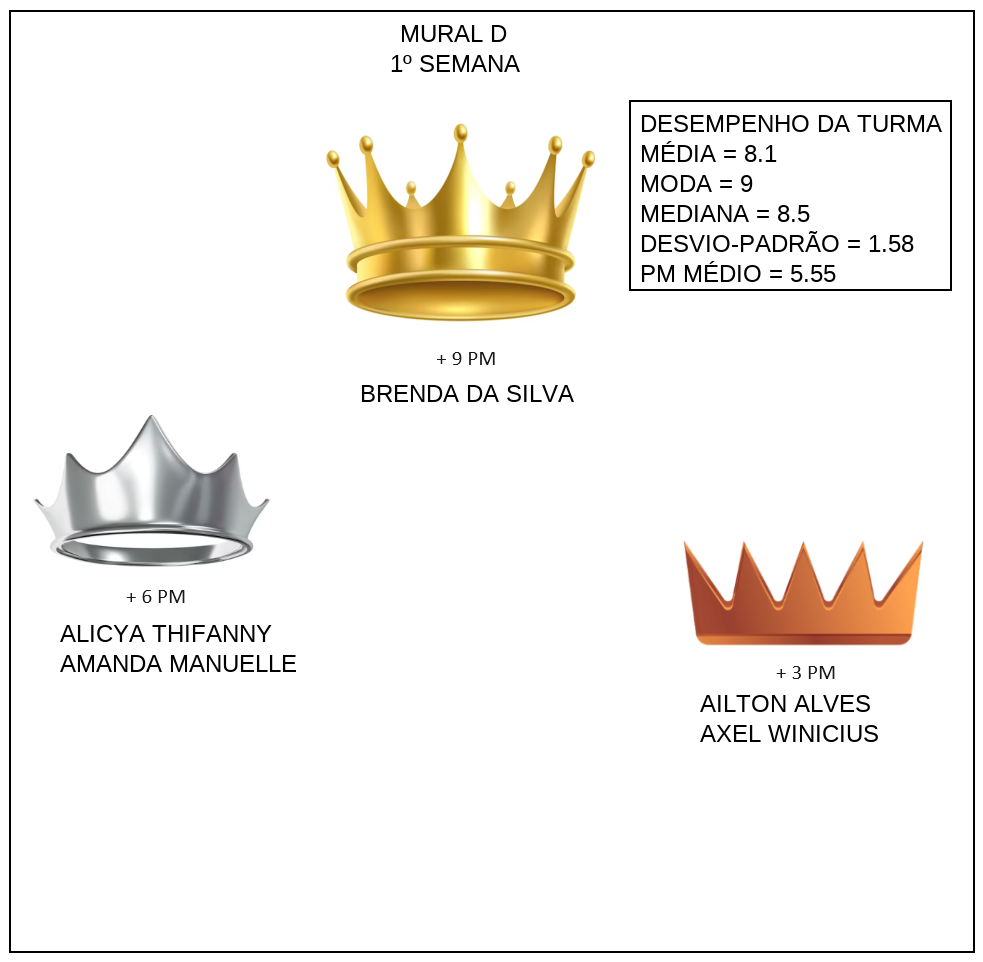 MURAL D
1º SEMANA
DESEMPENHO DA TURMA
MÉDIA = 8.1
MODA = 9
MEDIANA = 8.5
DESVIO-PADRÃO = 1.58
PM MÉDIO = 5.55
+ 9 PM
BRENDA DA SILVA
+ 6 PM
ALICYA THIFANNY
AMANDA MANUELLE
+ 3 PM
AILTON ALVES
AXEL WINICIUS